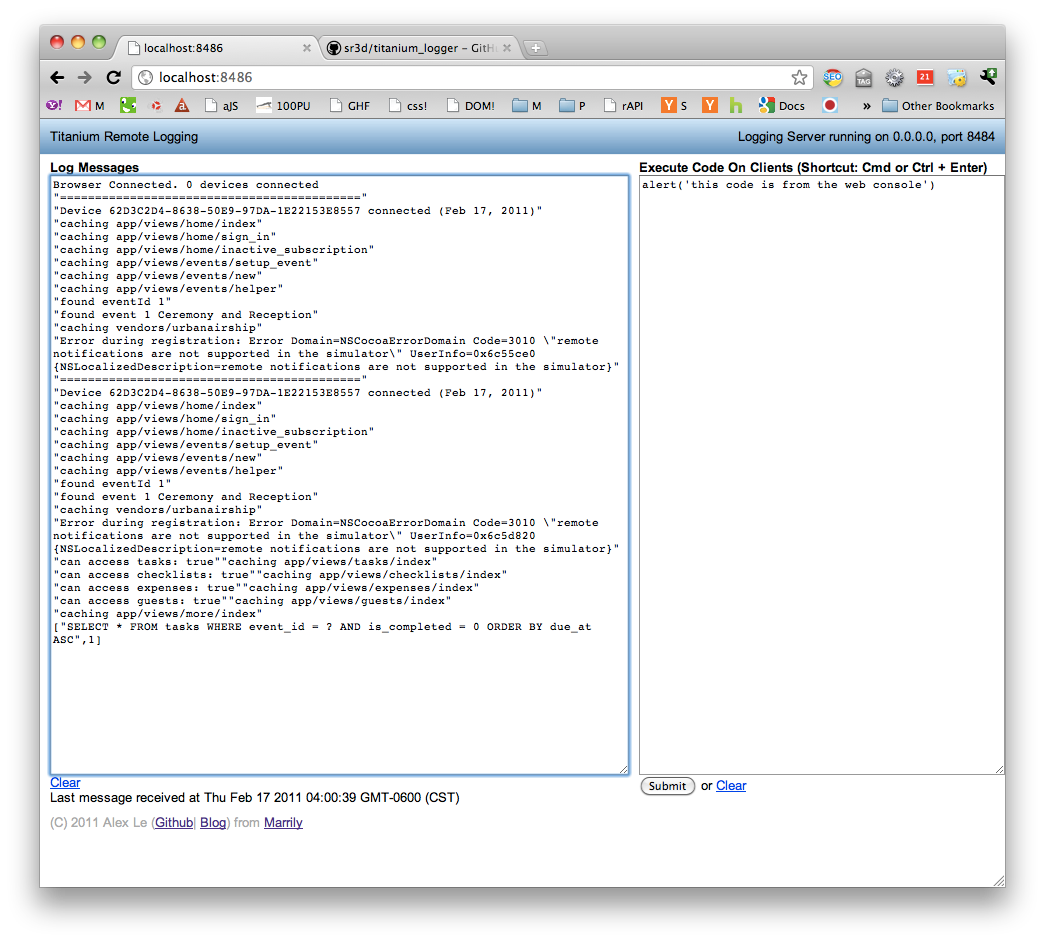 localhost:8486
sr3d/titanium_logger – GitH
localhost:8486
SEO
TAG
21
Y!
M
aJS
100PU
GHF
css!
DOM!
M
P
rAPI
Y S
Y
h
Docs
»
Other Bookmarks
Titanium Remote Logging
Logging Server running on 0.0.0.0, port 8484
Log Messages
Browser Connected. 0 devices connected
"==========================================="
"Device 62D3C2D4-8638-50E9-97DA-1E22153E8557 connected (Feb 17, 2011)"
"caching app/views/home/index"
"caching app/views/home/sign_in"
"caching app/views/home/inactive_subscription"
"caching app/views/events/setup_event"
"caching app/views/events/new"
"caching app/views/events/helper"
"found eventId 1"
"found event 1 Ceremony and Reception"
"caching vendors/urbanairship"
"Error during registration: Error Domain=NSCocoaErrorDomain Code=3010 \"remote
notifications are not supported in the simulator\" UserInfo=0x6c55ce0
{NSLocalizedDescription=remote notifications are not supported in the simulator}"
"==========================================="
"Device 62D3C2D4-8638-50E9-97DA-1E22153E8557 connected (Feb 17, 2011)"
"caching app/views/home/index"
"caching app/views/home/sign_in"
"caching app/views/home/inactive_subscription"
"caching app/views/events/setup_event"
"caching app/views/events/new"
"caching app/views/events/helper"
"found eventId 1"
"found event 1 Ceremony and Reception"
"caching vendors/urbanairship"
"Error during registration: Error Domain=NSCocoaErrorDomain Code=3010 \"remote
notifications are not supported in the simulator\" UserInfo=0x6c5d820
{NSLocalizedDescription=remote notifications are not supported in the simulator}"
"can access tasks: true""caching app/views/tasks/index"
"can access checklists: true""caching app/views/checklists/index"
"can access expenses: true""caching app/views/expenses/index"
"can access guests: true""caching app/views/guests/index"
"caching app/views/more/index"
["SELECT * FROM tasks WHERE event_id = ? AND is_completed = 0 ORDER BY due_at
ASC",1]
Clear
Last message received at Thu Feb 17 2011 04:00:39 GMT-0600 (CST)
(C) 2011 Alex Le (Github| Blog) from Marrily
Execute Code On Clients (Shortcut: Cmd or Ctrl + Enter)
alert('this code is from the web console')
Submit or Clear